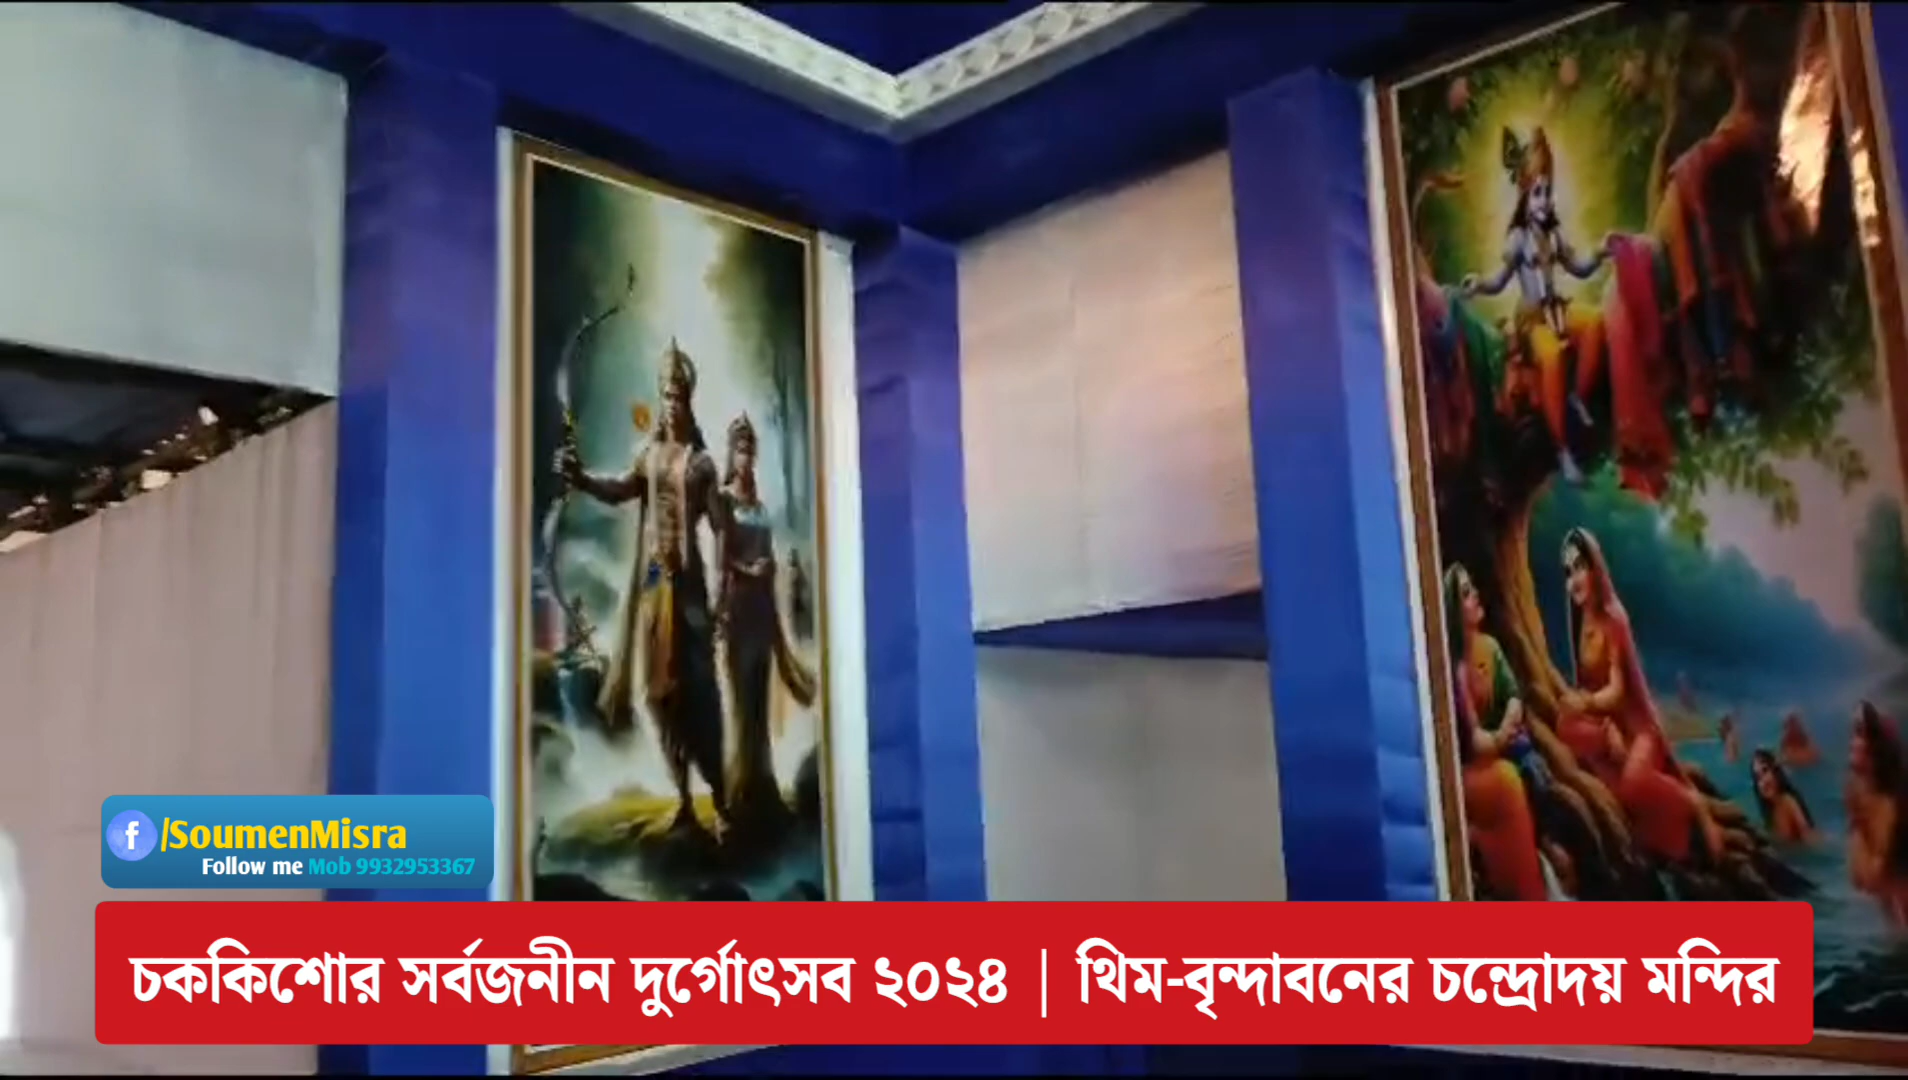 /SoumenMisra
Follow me Mob 9932953367
চককিশোর সর্বজনীন দুর্গোৎসব ২০২৪ | থিম-বৃন্দাবনের চন্দ্রোদয় মন্দির